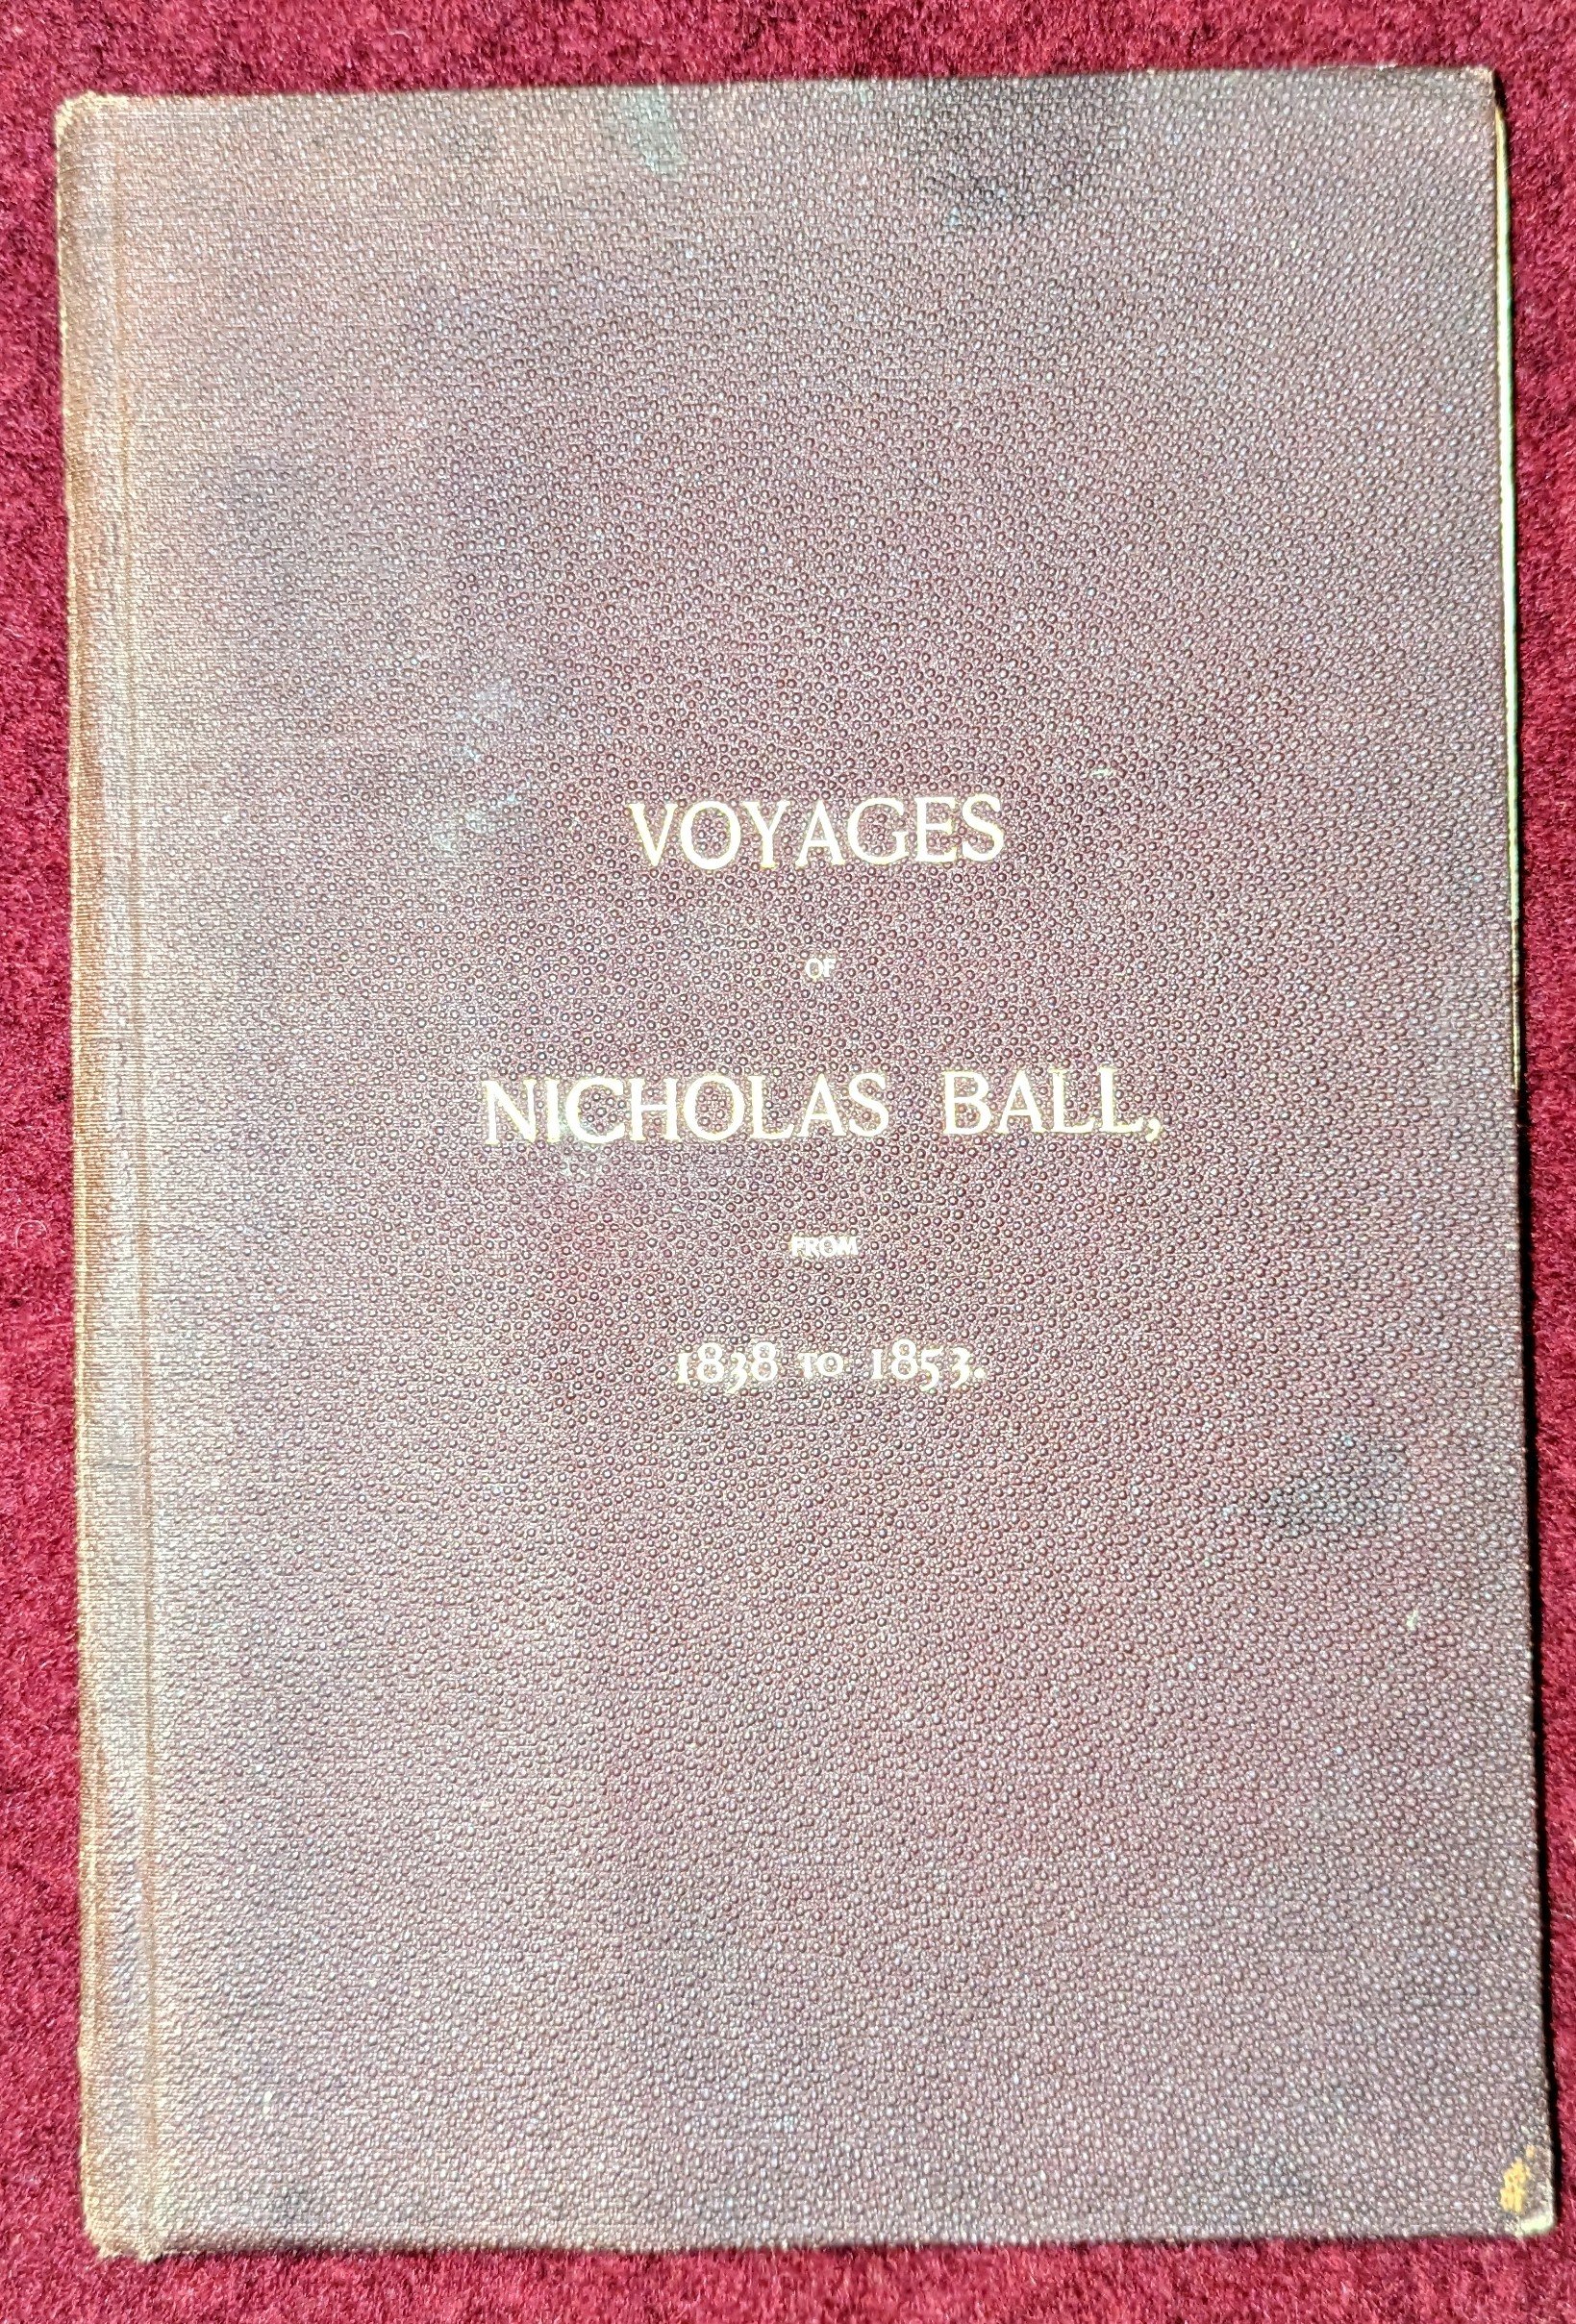 VOYAGES
OF
NICHOLAS BALL,
FROM
1838 TO 1853.